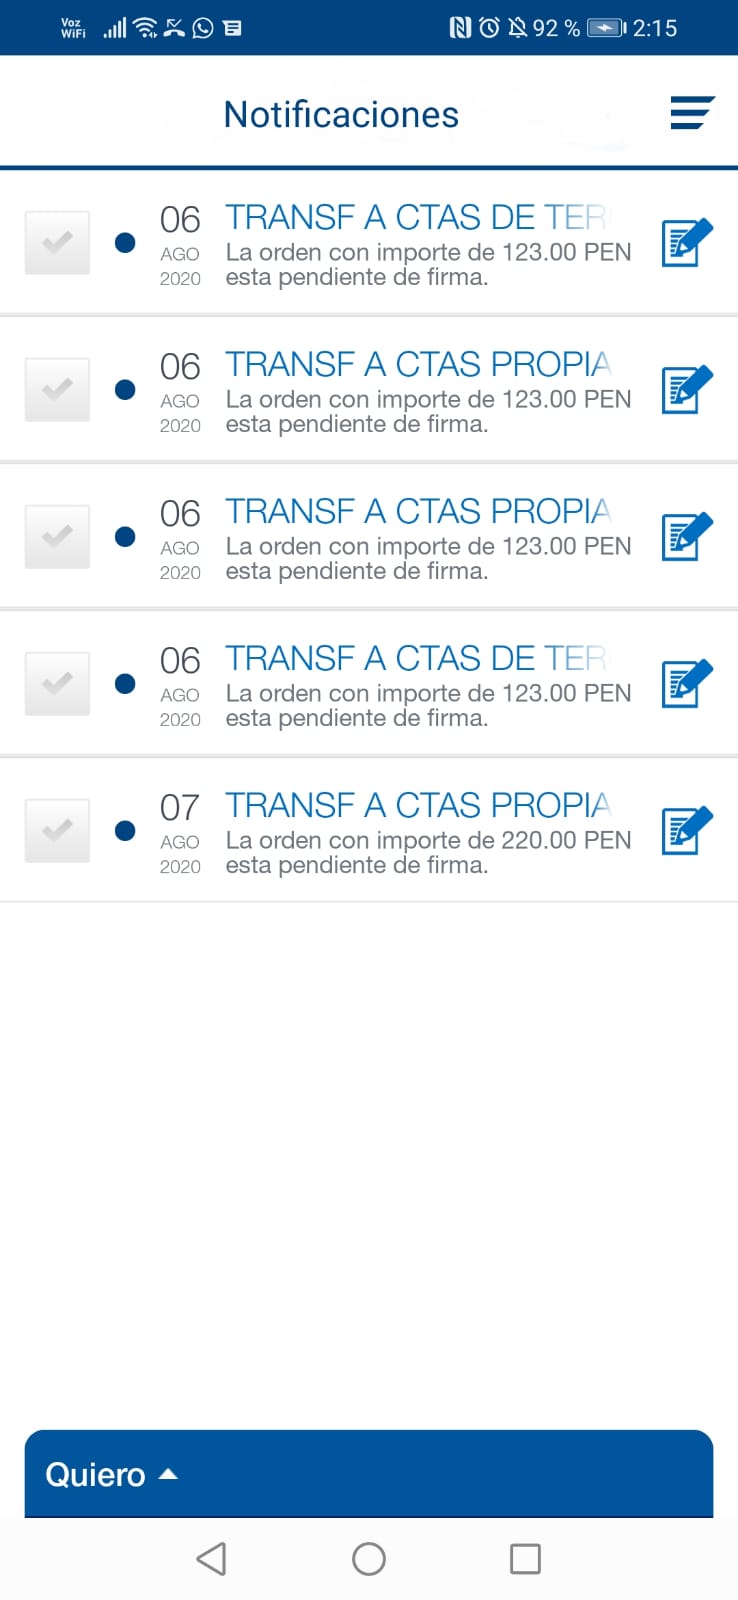 Voz
WiFi
92 %
2:15
Notificaciones
06
AGO
2020
TRANSF A CTAS DE TER
La orden con importe de 123.00 PEN
esta pendiente de firma.
06
AGO
2020
TRANSF A CTAS PROPIA
La orden con importe de 123.00 PEN
esta pendiente de firma.
06
AGO
2020
TRANSF A CTAS PROPIA
La orden con importe de 123.00 PEN
esta pendiente de firma.
06
AGO
2020
TRANSF A CTAS DE TER
La orden con importe de 123.00 PEN
esta pendiente de firma.
07
AGO
2020
TRANSF A CTAS PROPIA
La orden con importe de 220.00 PEN
esta pendiente de firma.
Quiero